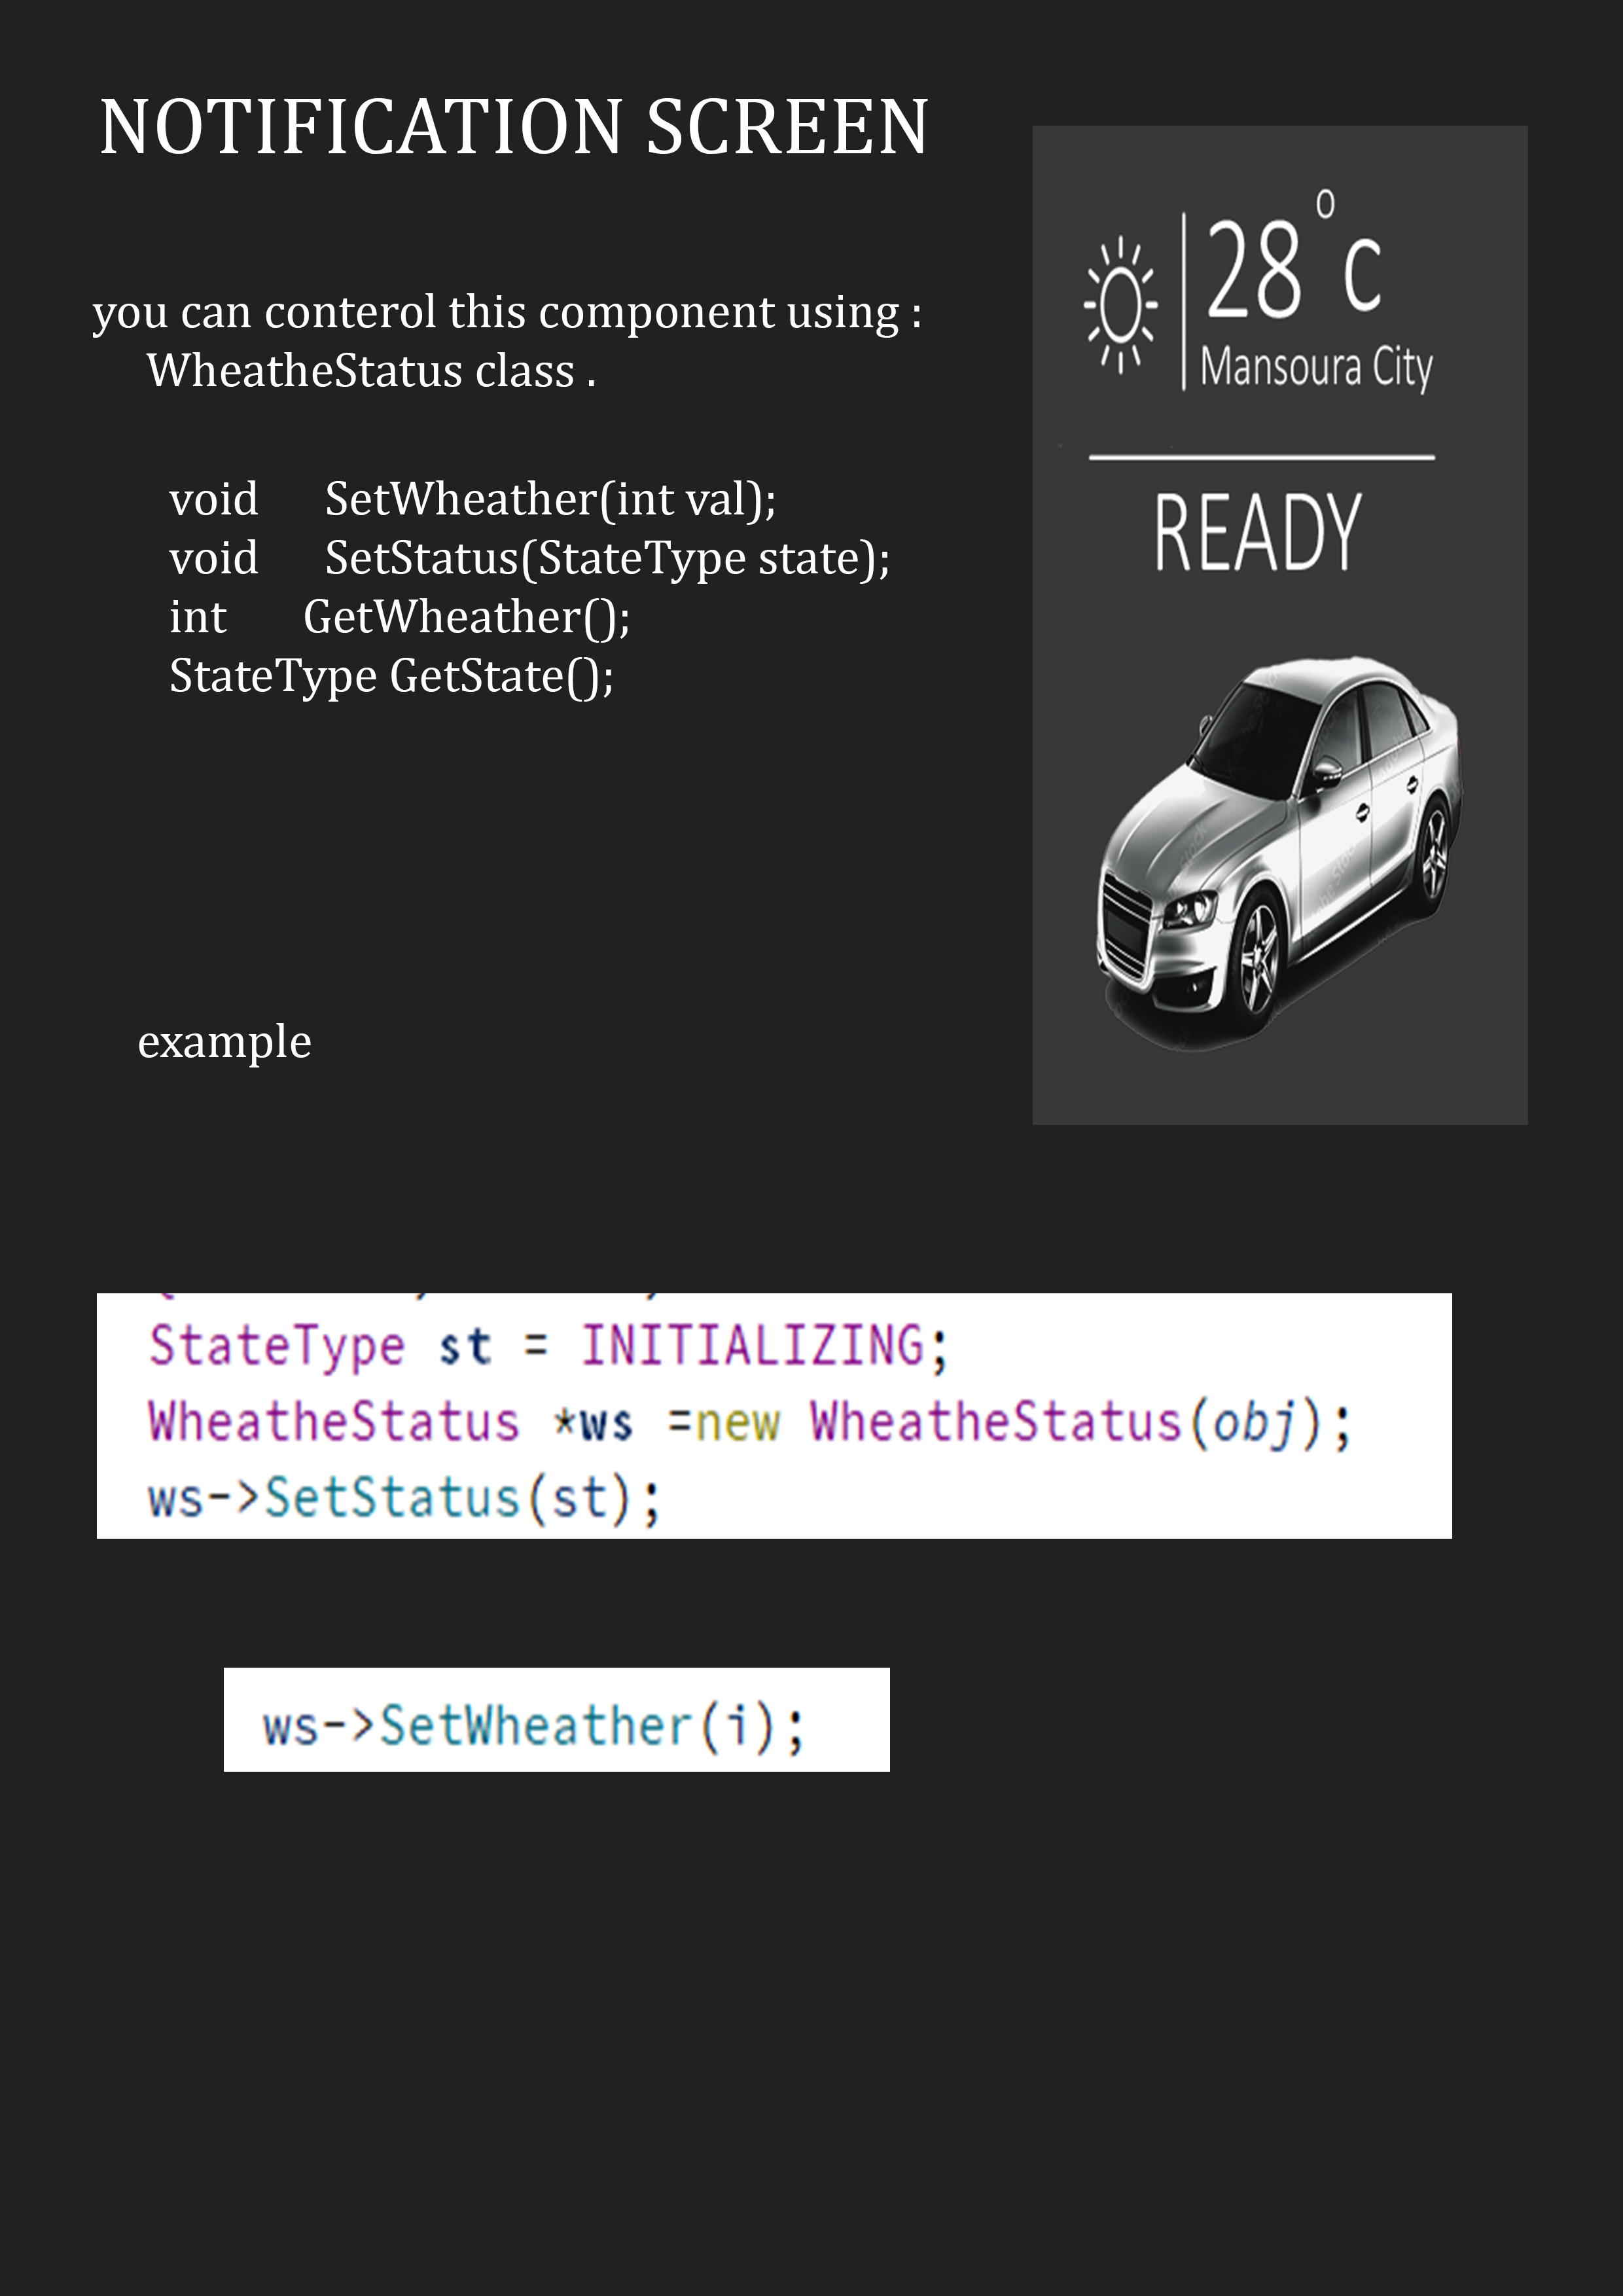 NOTIFICATION SCREEN
you can conterol this component using :
WheatheStatus class .
void SetWheather(int val);
void SetStatus(StateType state);
int GetWheather();
StateType GetState();
28°c
Mansoura City
READY
example
StateType st = INITIALIZING;
WheatheStatus *ws =new WheatheStatus(obj);
ws->SetStatus(st);
ws->SetWheather(i);